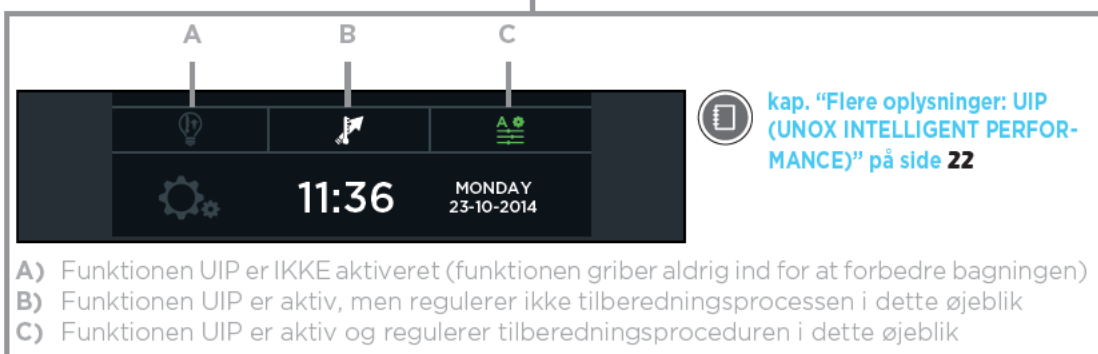 A B C
kap. “Flere oplysninger: UIP
(UNOX INTELLIGENT PERFOR-
MANCE)” på side 22
A
11:36
MONDAY
23-10-2014
A) Funktionen UIP er IKKE aktiveret (funktionen griber aldrig ind for at forbedre bagningen)
B) Funktionen UIP er aktiv, men regulerer ikke tilberedningsprocessen i dette øjeblik
C) Funktionen UIP er aktiv og regulerer tilberedningsproceduren i dette øjeblik